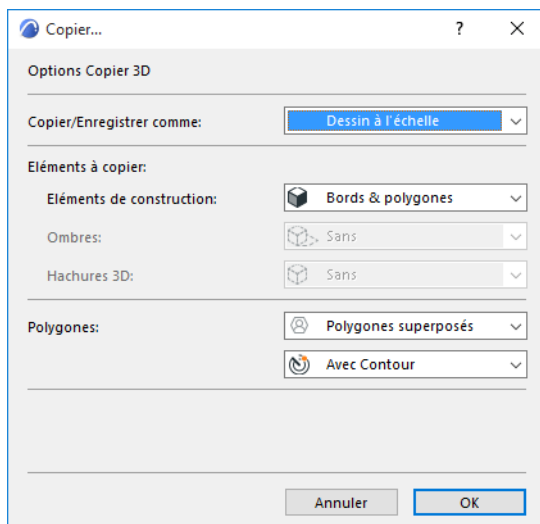 Copier...
?
Options Copier 3D
Copier/Enregistrer comme: Dessin à l'échelle
Eléments à copier:
Eléments de construction: Bords & polygones
Ombres: Sans
Hachures 3D: Sans
Polygones: Polygones superposés
Avec Contour
Annuler OK